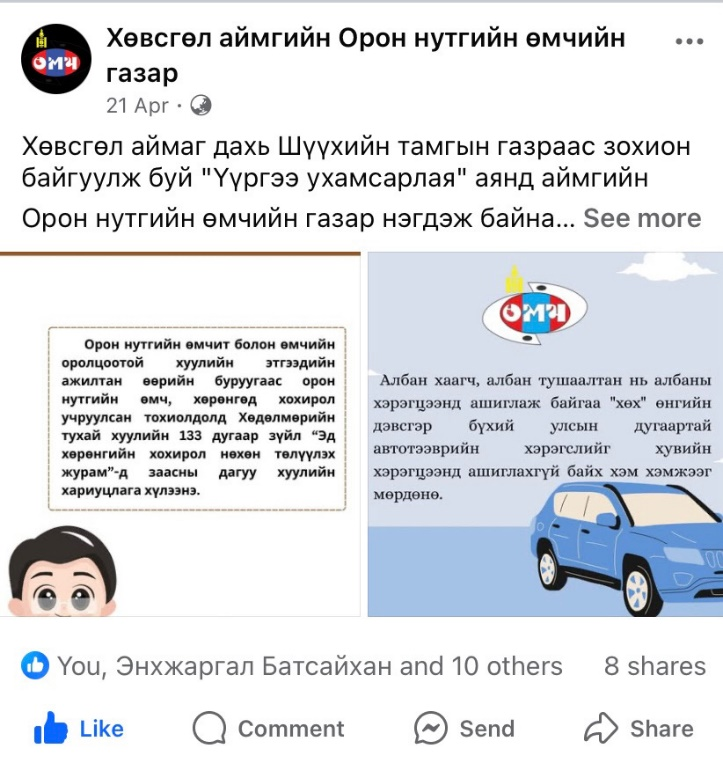 Хөвсгөл аймгийн Орон нутгийн өмчийн
газар
21 Apr ·
Хөвсгөл аймаг дахь Шүүхийн тамгын газраас зохион
байгуулж буй "Үүргээ ухамсарлая" аянд аймгийн
Орон нутгийн өмчийн газар нэгдэж байна... See more
Орон нутгийн өмчит болон өмчийн
оролцоотой хуулийн этгээдийн
ажилтан өөрийн буруугаас орон
нутгийн өмч, хөрөнгөд хохирол
учруулсан тохиолдолд Хөдөлмөрийн
тухай хуулийн 133 дугаар зүйл “Эд
хөрөнгийн хохирол нөхөн төлүүлэх
журам”-д заасны дагуу хуулийн
хариуцлага хүлээнэ.
ӨМЧ
Албан хаагч, албан тушаалтан нь албаны
хэрэгцээнд ашиглаж байгаа "хөх" өнгийн
дэвсгэр бүхий улсын дугаартай
автотээврийн хэрэгслийг хувийн
хэрэгцээнд ашиглахгүй байх хэм хэмжээг
мөрдөнө.
You, Энхжаргал Батсайхан and 10 others
8 shares
Like
Comment
Send
Share